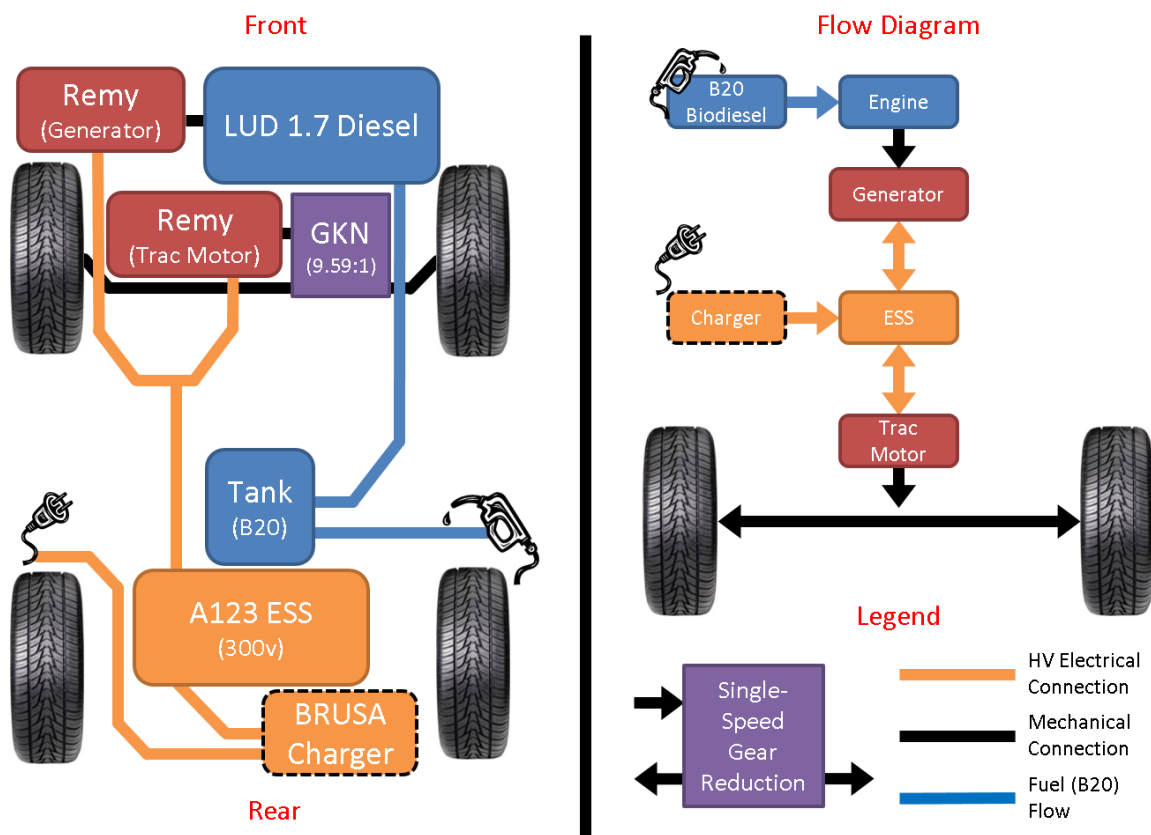 Front
Remy
(Generator)
LUD 1.7 Diesel
Remy
(Trac Motor)
GKN
(9.59:1)
Tank
(B20)
A123 ESS
(300v)
BRUSA
Charger
Rear
Flow Diagram
B20
Biodiesel
Engine
Generator
Charger
ESS
Trac
Motor
Legend
Single-
Speed
Gear
Reduction
HV Electrical
Connection
Mechanical
Connection
Fuel (B20)
Flow